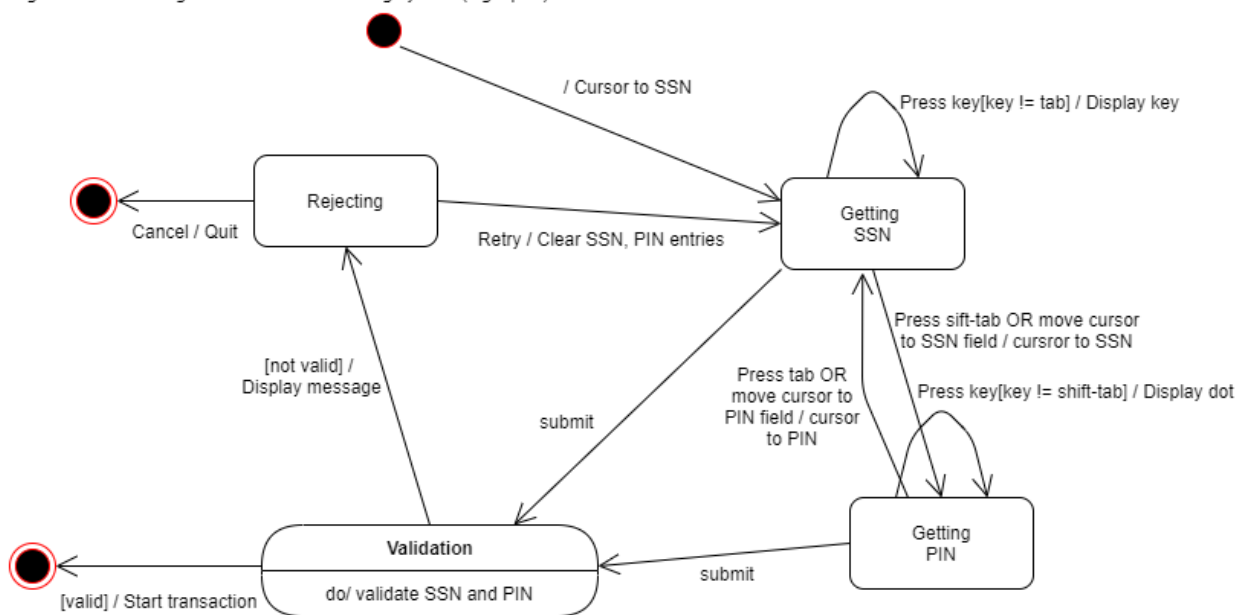 / Cursor to SSN
Press key[key != tab] / Display key
Rejecting
Getting
SSN
Cancel / Quit
Retry / Clear SSN, PIN entries
Press sift-tab OR move cursor
to SSN field / cursror to SSN
[not valid] /
Display message
Press tab OR
move cursor to
PIN field / cursor
to PIN
Press key[key != shift-tab] / Display dot
submit
Getting
PIN
Validation
do/ validate SSN and PIN
submit
[valid] / Start transaction